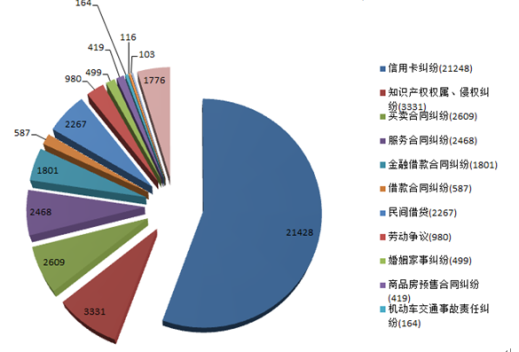 164
116
419
103
499
1776
980
2267
587
1801
2468
2609
3331
21428
信用卡纠纷(21248)
知识产权权属、侵权纠
纷(3331)
买卖合同纠纷(2609)
服务合同纠纷(2468)
金融借款合同纠纷(1801)
借款合同纠纷(587)
民间借贷(2267)
劳动争议(980)
婚姻家事纠纷(499)
商品房预售合同纠纷
(419)
机动车交通事故责任纠
纷(164)